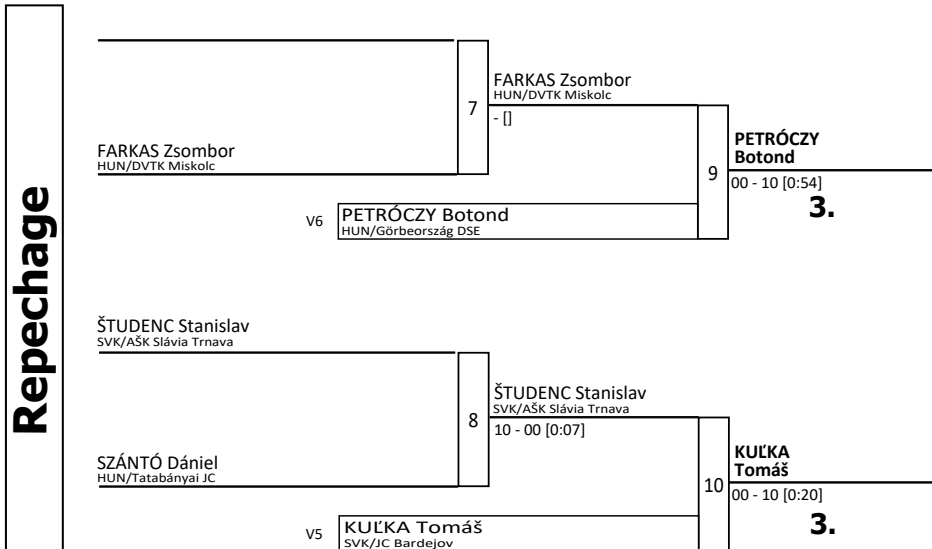 Repechage
FARKAS Zsombor
HUN/DVTK Miskolc
7
FARKAS Zsombor
HUN/DVTK Miskolc
- []
V6
PETRÓCZY Botond
HUN/Görbeország DSE
9
PETRÓCZY
Botond
00 - 10 [0:54]
3.
ŠTUDENC Stanislav
SVK/AŠK Slávia Trnava
SZÁNTÓ Dániel
HUN/Tatabányai JC
8
ŠTUDENC Stanislav
SVK/AŠK Slávia Trnava
10 - 00 [0:07]
V5
KUĽKA Tomáš
SVK/JC Bardejov
10
KUĽKA
Tomáš
00 - 10 [0:20]
3.